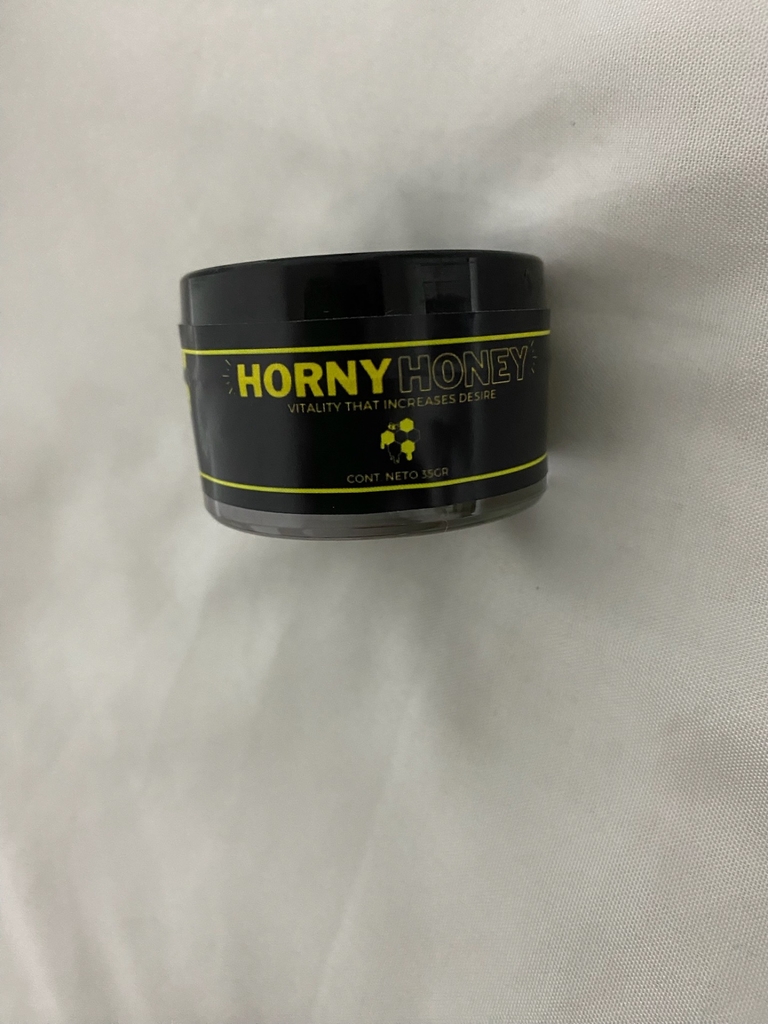 HORNY HONEY
VITALITY THAT INCREASES DESIRE
CONT. NETO 35GR